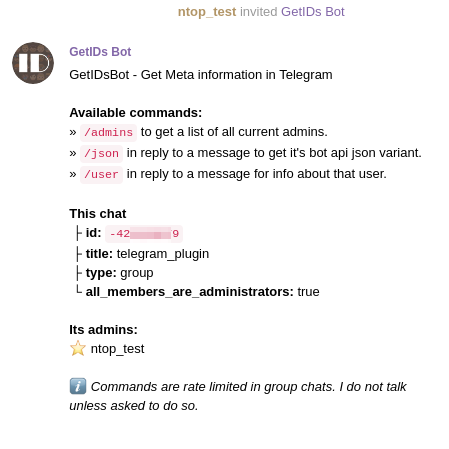 ntop_test invited GetIDs Bot
GetIDs Bot
GetIDsBot - Get Meta information in Telegram
Available commands:
» /admins to get a list of all current admins.
» /json in reply to a message to get it's bot api json variant.
» /user in reply to a message for info about that user.
This chat
├ id: -42 9
├ title: telegram_plugin
├ type: group
└ all_members_are_administrators: true
Its admins:
⭐ ntop_test
ℹ️ Commands are rate limited in group chats. I do not talk
unless asked to do so.